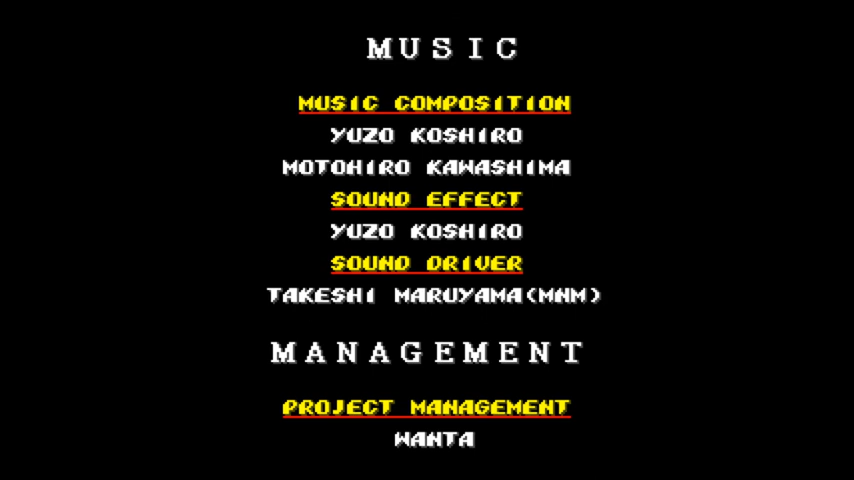 MUSIC
MUSIC COMPOSITION
YUZO KOSHIRO
MOTOHIRO KAWASHIMA
SOUND EFFECT
YUZO KOSHIRO
SOUND DRIVER
TAKESHI MARUYAMA(MNM)
MANAGEMENT
PROJECT MANAGEMENT
WANTA